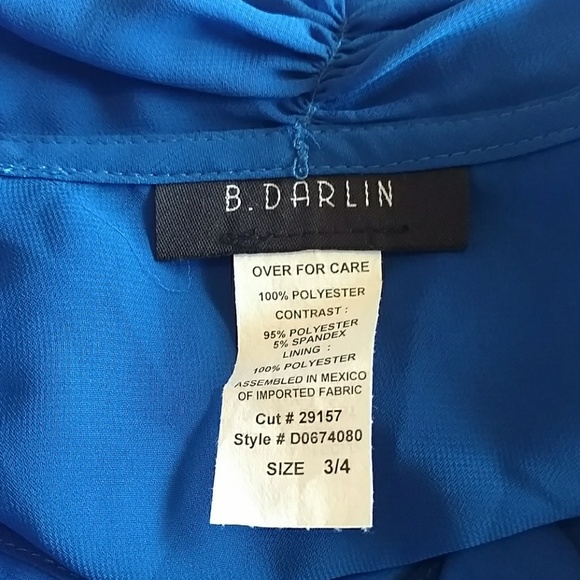 B. DARLIN
OVER FOR CARE
100% POLYESTER
CONTRAST :
95% POLYESTER
5% SPANDEX
LINING :
100% POLYESTER
ASSEMBLED IN MEXICO
OF IMPORTED FABRIC
Cut # 29157
Style # D0674080
SIZE 3/4